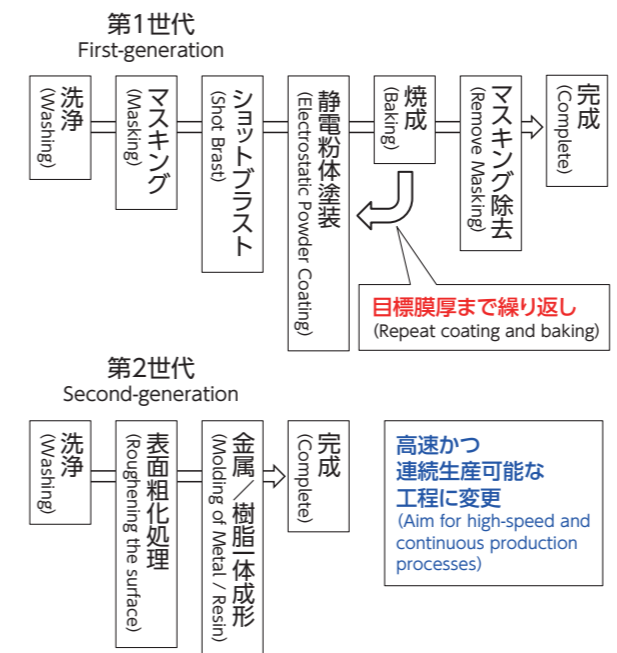 第1世代
First-generation
洗浄
(Washing)
マスキング
(Masking)
ショットブラスト
(Shot Brast)
静電粉体塗装
(Electrostatic Powder Coating)
焼成
(Baking)
マスキング除去
(Remove Masking)
完成
(Complete)
目標膜厚まで繰り返し
(Repeat coating and baking)
第2世代
Second-generation
洗浄
(Washing)
表面粗化処理
(Roughening the surface)
金属／樹脂一体成形
(Molding of Metal / Resin)
完成
(Complete)
高速かつ
連続生産可能な
工程に変更
(Aim for high-speed and
continuous production
processes)